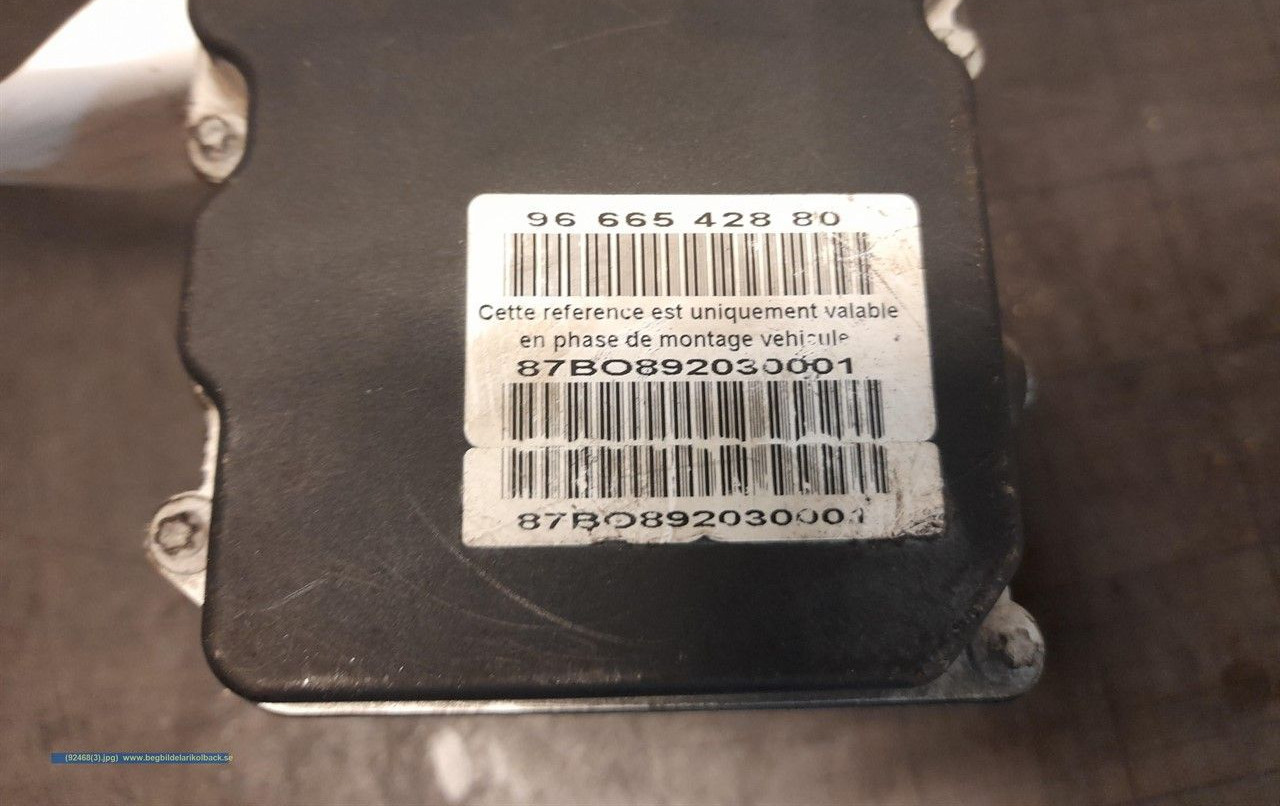 96 665 428 80
Cette reference est uniquement valable
en phase de montage vehicule
87BO892030001
87BO892030001
(92468(3).jpg) www.begbildelarikolback.se